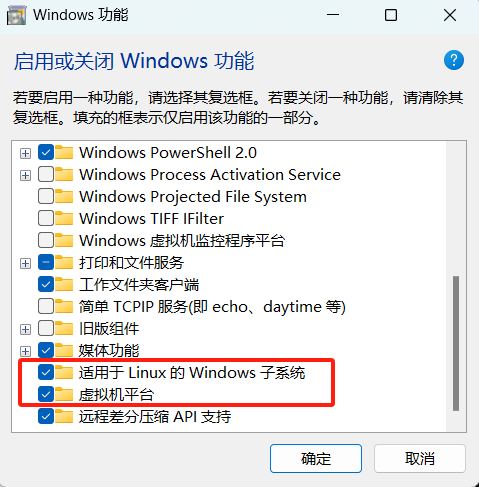 Windows 功能
启用或关闭 Windows 功能
若要启用一种功能，请选择其复选框。若要关闭一种功能，请清除其
复选框。填充的框表示仅启用该功能的一部分。
Windows PowerShell 2.0
Windows Process Activation Service
Windows Projected File System
Windows TIFF IFilter
Windows 虚拟机监控程序平台
打印和文件服务
工作文件夹客户端
简单 TCPIP 服务(即 echo、daytime 等)
旧版组件
媒体功能
适用于 Linux 的 Windows 子系统
虚拟机平台
远程差分压缩 API 支持
确定
取消